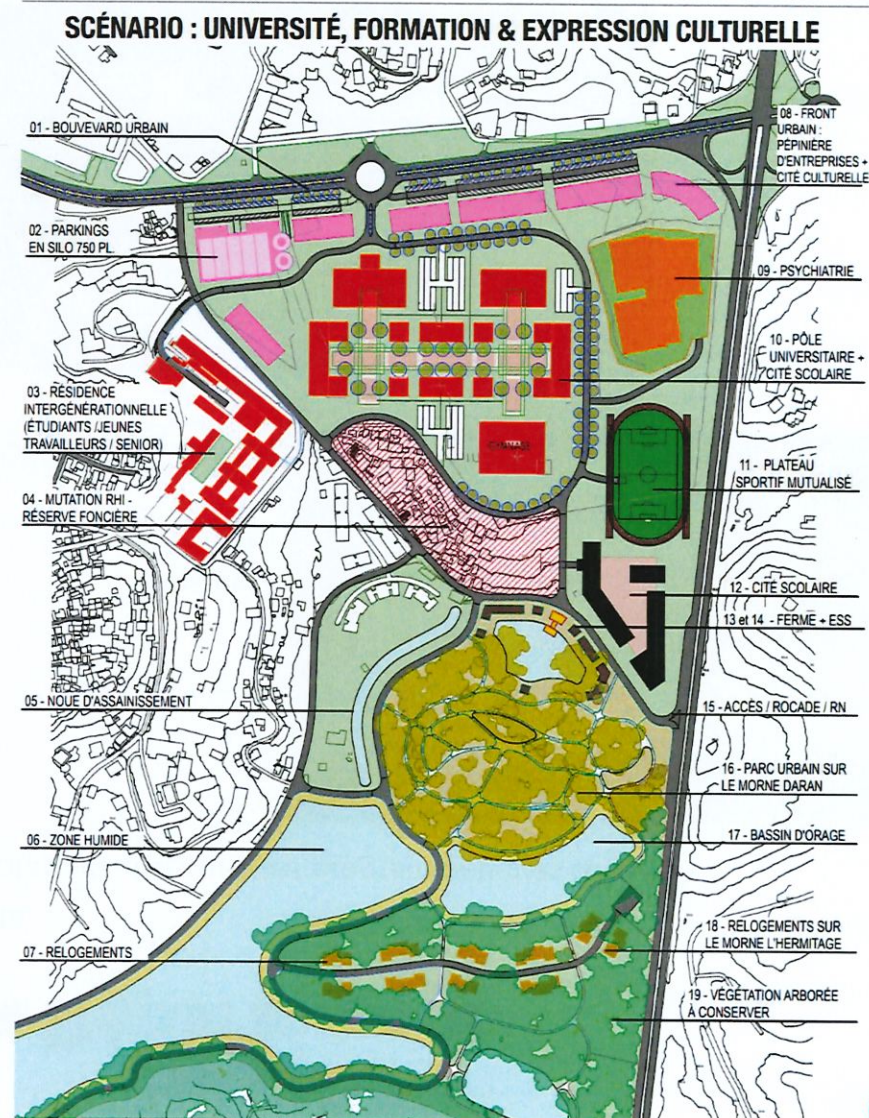 SCÉNARIO : UNIVERSITÉ, FORMATION & EXPRESSION CULTURELLE
01 - BOUVEVARD URBAIN
02 - PARKINGS
EN SILO 750 PL.
03 - RÉSIDENCE
INTERGÉNÉRATIONNELLE
(ÉTUDIANTS /JEUNES
TRAVAILLEURS / SENIOR)
04 - MUTATION RHI -
RÉSERVE FONCIÈRE
05 - NOUE D'ASSAINISSEMENT
06 - ZONE HUMIDE
07 - RELOGEMENTS
08 - FRONT
URBAIN :
PÉPINIÈRE
D'ENTREPRISES +
CITÉ CULTURELLE
09 - PSYCHIATRIE
10 - PÔLE
UNIVERSITAIRE +
CITÉ SCOLAIRE
11 - PLATEAU
SPORTIF MUTUALISÉ
12 - CITÉ SCOLAIRE
13 et 14 - FERME + ESS
15 - ACCÈS / ROCADE / RN
16 - PARC URBAIN SUR
LE MORNE DARAN
17 - BASSIN D'ORAGE
18 - RELOGEMENTS SUR
LE MORNE L'HERMITAGE
19 - VÉGÉTATION ARBORÉE
À CONSERVER